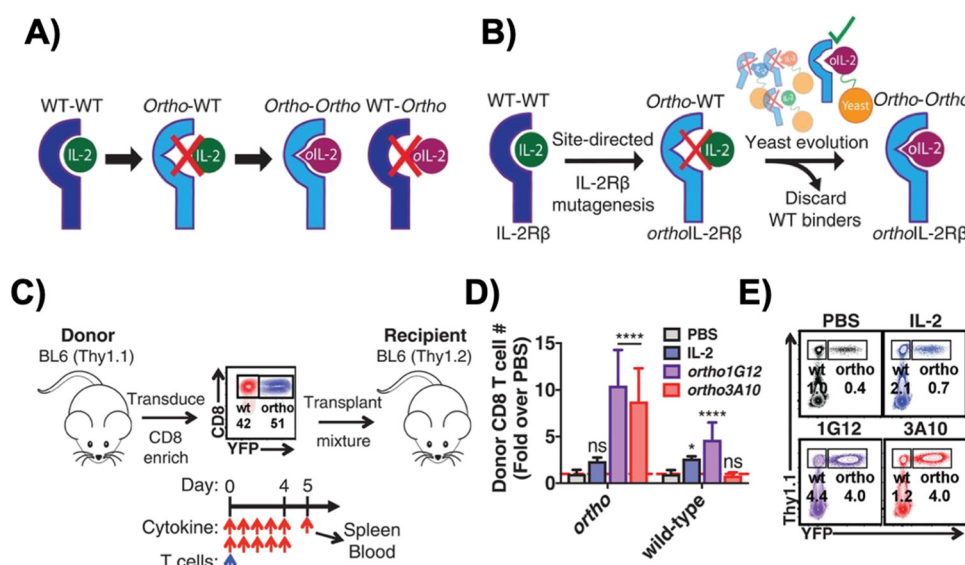 A)
WT-WT
Ortho-WT
Ortho-Ortho
WT-Ortho
IL-2
IL-2
oIL-2
oIL-2
B)
WT-WT
IL-2
IL-2Rβ
Site-directed
IL-2Rβ
mutagenesis
Ortho-WT
IL-2
orthoIL-2Rβ
oIL-2
Yeast
Yeast evolution
Discard
WT binders
Ortho-Ortho
oIL-2
orthoIL-2Rβ
C)
Donor
BL6 (Thy1.1)
Transduce
CD8
enrich
CD8
wt
ortho
42
51
YFP
Transplant
mixture
Recipient
BL6 (Thy1.2)
Day:
0
4
5
Cytokine:
Spleen
Blood
T cells:
D)
Donor CD8 T cell #
(Fold over PBS)
15
10
5
0
PBS
IL-2
ortho1G12
ortho3A10
ns
****
*
****
ns
ortho
wild-type
E)
PBS
IL-2
wt
ortho
1.0
0.4
wt
ortho
2.1
0.7
1G12
3A10
wt
ortho
4.4
4.0
wt
ortho
1.2
4.0
Thy1.1
YFP